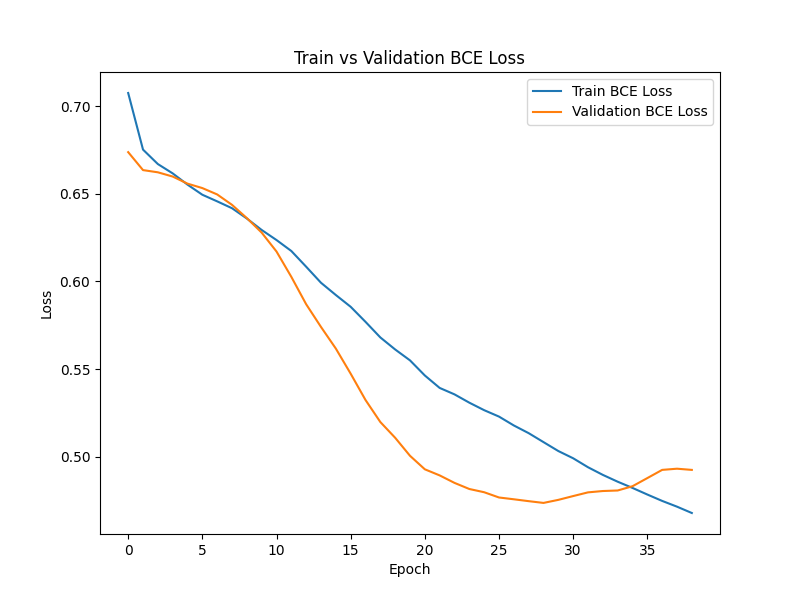 Train vs Validation BCE Loss
Train BCE Loss
Validation BCE Loss
0.70
0.65
0.60
0.55
0.50
Loss
0 5 10 15 20 25 30 35
Epoch